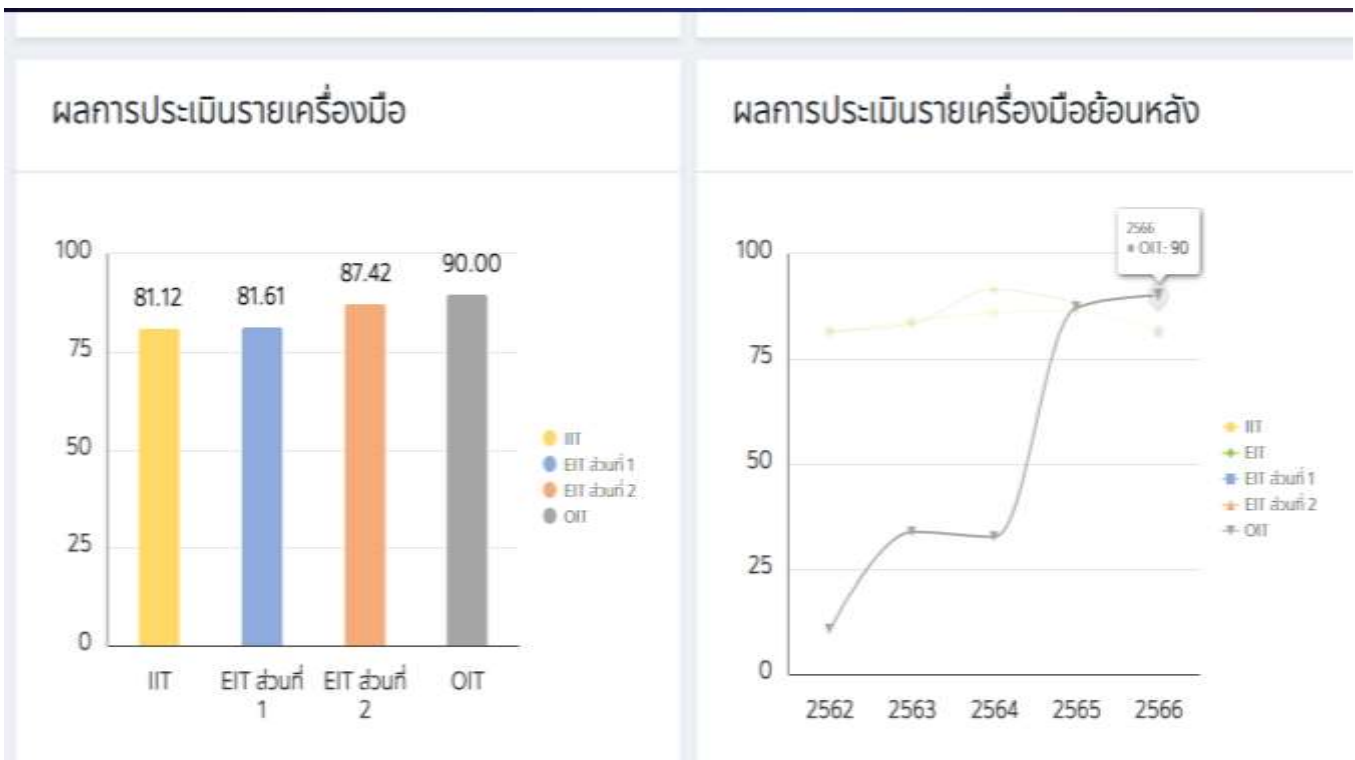 ผลการประเมินรายเครื่องมือ
100
75
50
25
0
81.12
81.61
87.42
90.00
IIT
EIT ส่วนที่
1
EIT ส่วนที่
2
OIT
IIT
EIT ส่วนที่ 1
EIT ส่วนที่ 2
OIT
ผลการประเมินรายเครื่องมือย้อนหลัง
2566
OIT: 90
100
75
50
25
0
2562 2563 2564 2565 2566
IIT
EIT
EIT ส่วนที่ 1
EIT ส่วนที่ 2
OIT